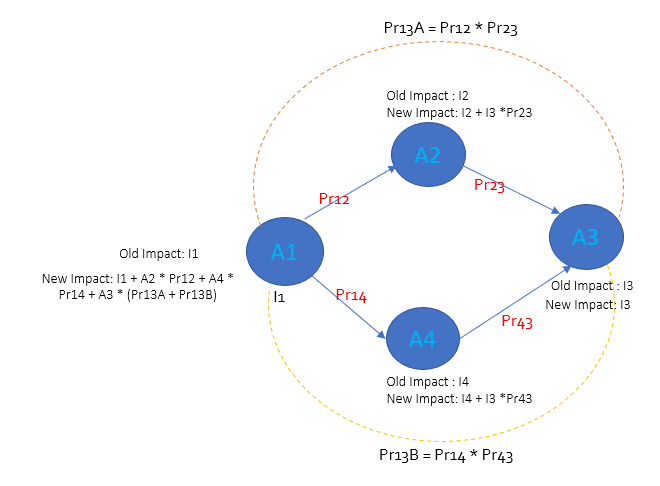 Pr13A = Pr12 * Pr23
Old Impact : I2
New Impact: I2 + I3 *Pr23
A2
Pr12
Pr23
A1
A3
Old Impact: I1
New Impact: I1 + A2 * Pr12 + A4 *
Pr14 + A3 * (Pr13A + Pr13B)
I1
Pr14
Old Impact : I3
New Impact: I3
Pr43
A4
Old Impact : I4
New Impact: I4 + I3 *Pr43
Pr13B = Pr14 * Pr43